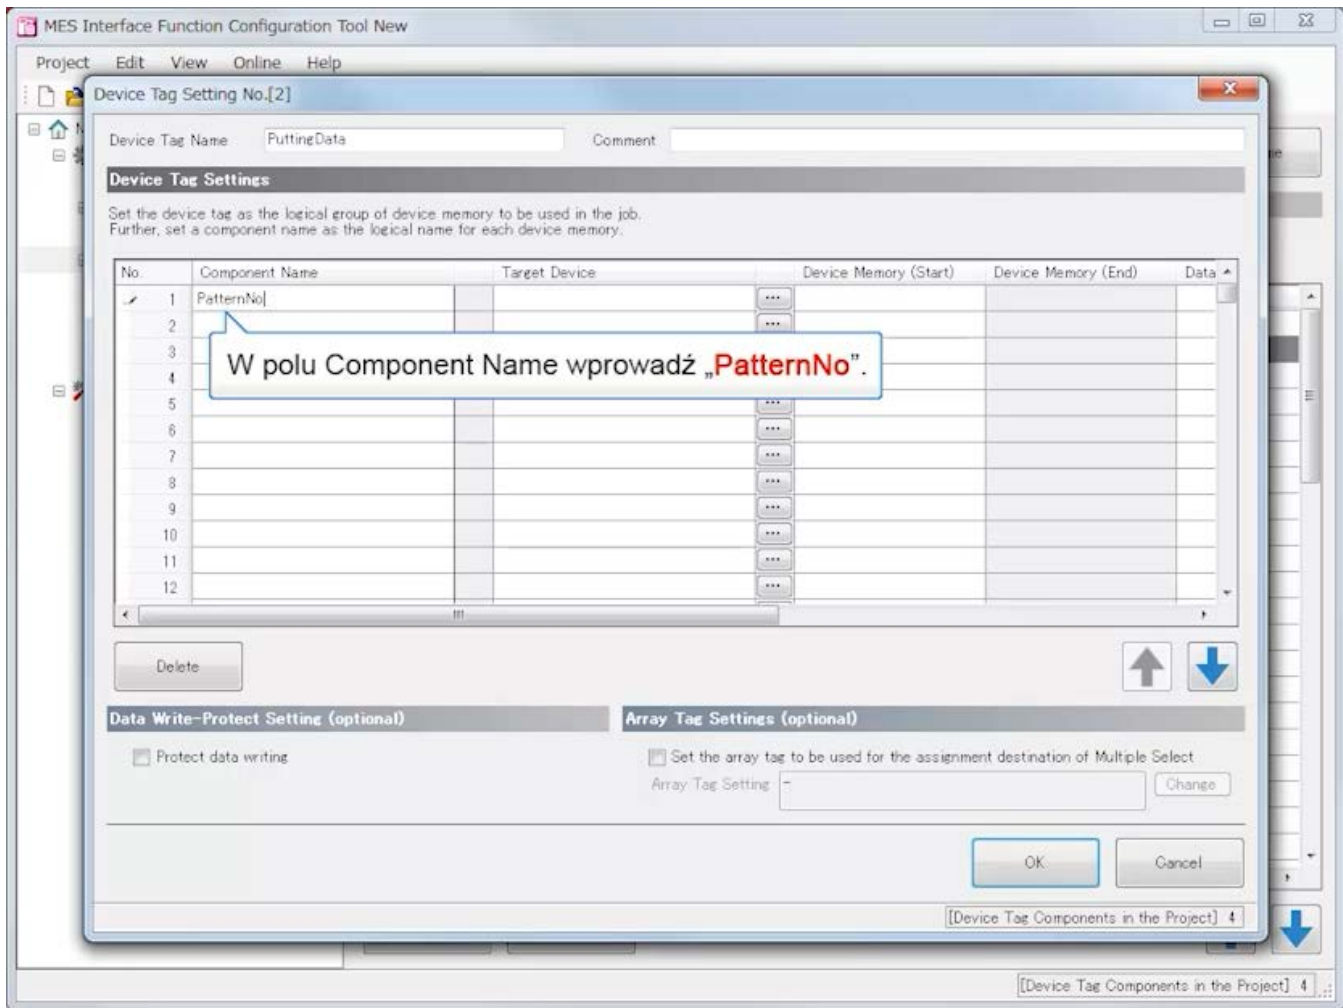 MES Interface Function Configuration Tool New
Project Edit View Online Help
Device Tag Setting No.[2]
Device Tag Name PuttingData Comment
Device Tag Settings
Set the device tag as the logical group of device memory to be used in the job.
Further, set a component name as the logical name for each device memory.
No. Component Name Target Device Device Memory (Start) Device Memory (End) Data
1 PatternNo ...
2 ...
3
W polu Component Name wprowadź „PatternNo”.
4
5 ...
6 ...
7 ...
8 ...
9 ...
10 ...
11 ...
12 ...
Delete
Data Write-Protect Setting (optional) Array Tag Settings (optional)
Protect data writing Set the array tag to be used for the assignment destination of Multiple Select
Array Tag Setting - Change
OK Cancel
[Device Tag Components in the Project] 4
[Device Tag Components in the Project] 4